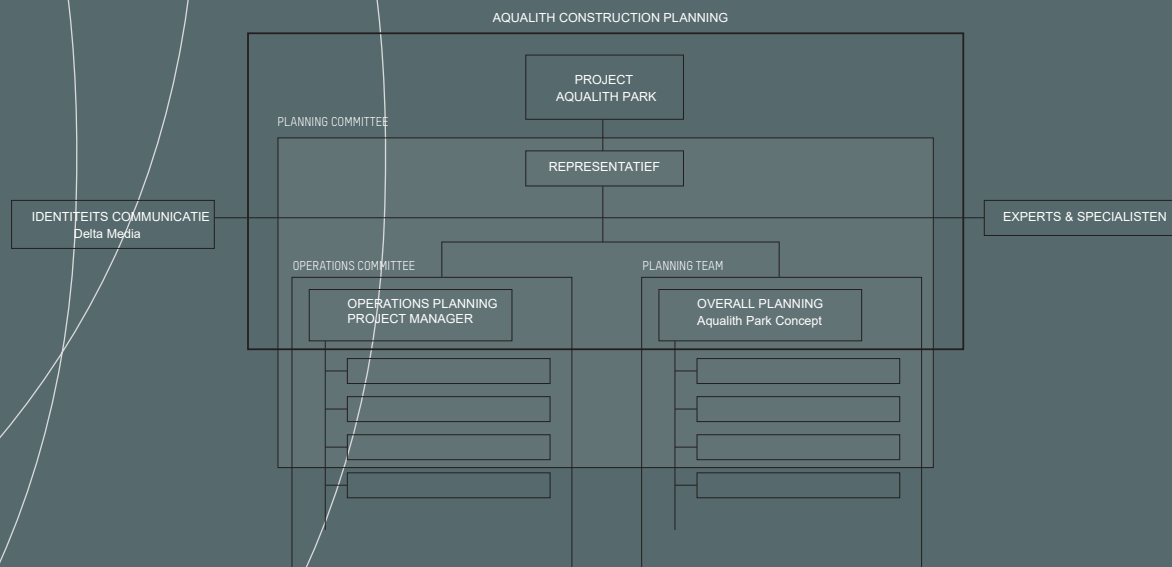 AQUALITH CONSTRUCTION PLANNING
PROJECT
AQUALITH PARK
PLANNING COMMITTEE
REPRESENTATIEF
IDENTITEITS COMMUNICATIE
Delta Media
EXPERTS & SPECIALISTEN
OPERATIONS COMMITTEE
PLANNING TEAM
OPERATIONS PLANNING
PROJECT MANAGER
OVERALL PLANNING
Aqualith Park Concept